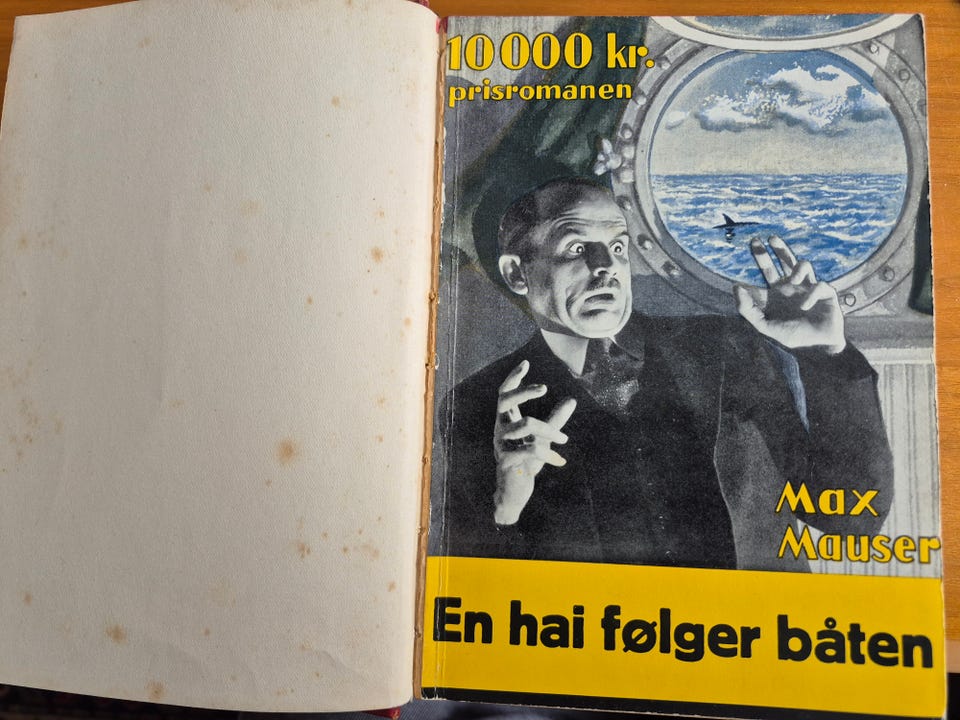 10000 kr.
prisromanen
Max
Mauser
En hai følger båten